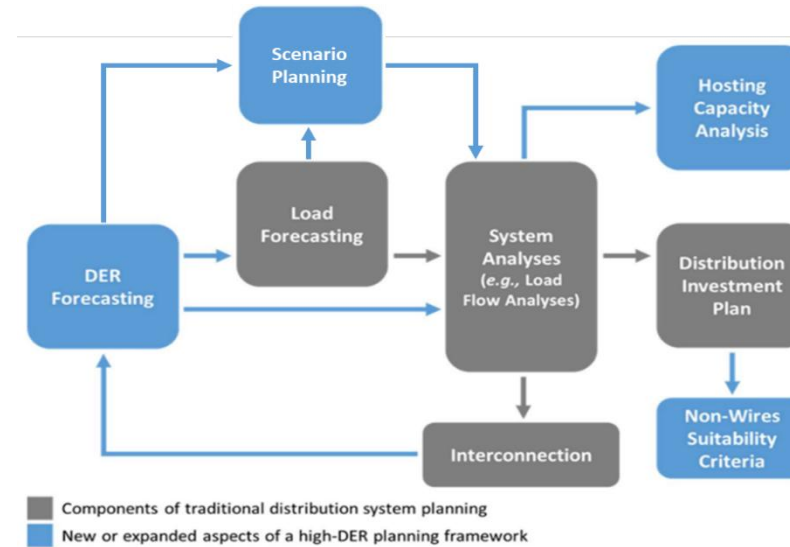 Scenario
Planning
Hosting
Capacity
Analysis
Load
Forecasting
System
Analyses
(e.g., Load
Flow Analyses)
DER
Forecasting
Distribution
Investment
Plan
Interconnection
Non-Wires
Suitability
Criteria
Components of traditional distribution system planning
New or expanded aspects of a high-DER planning framework